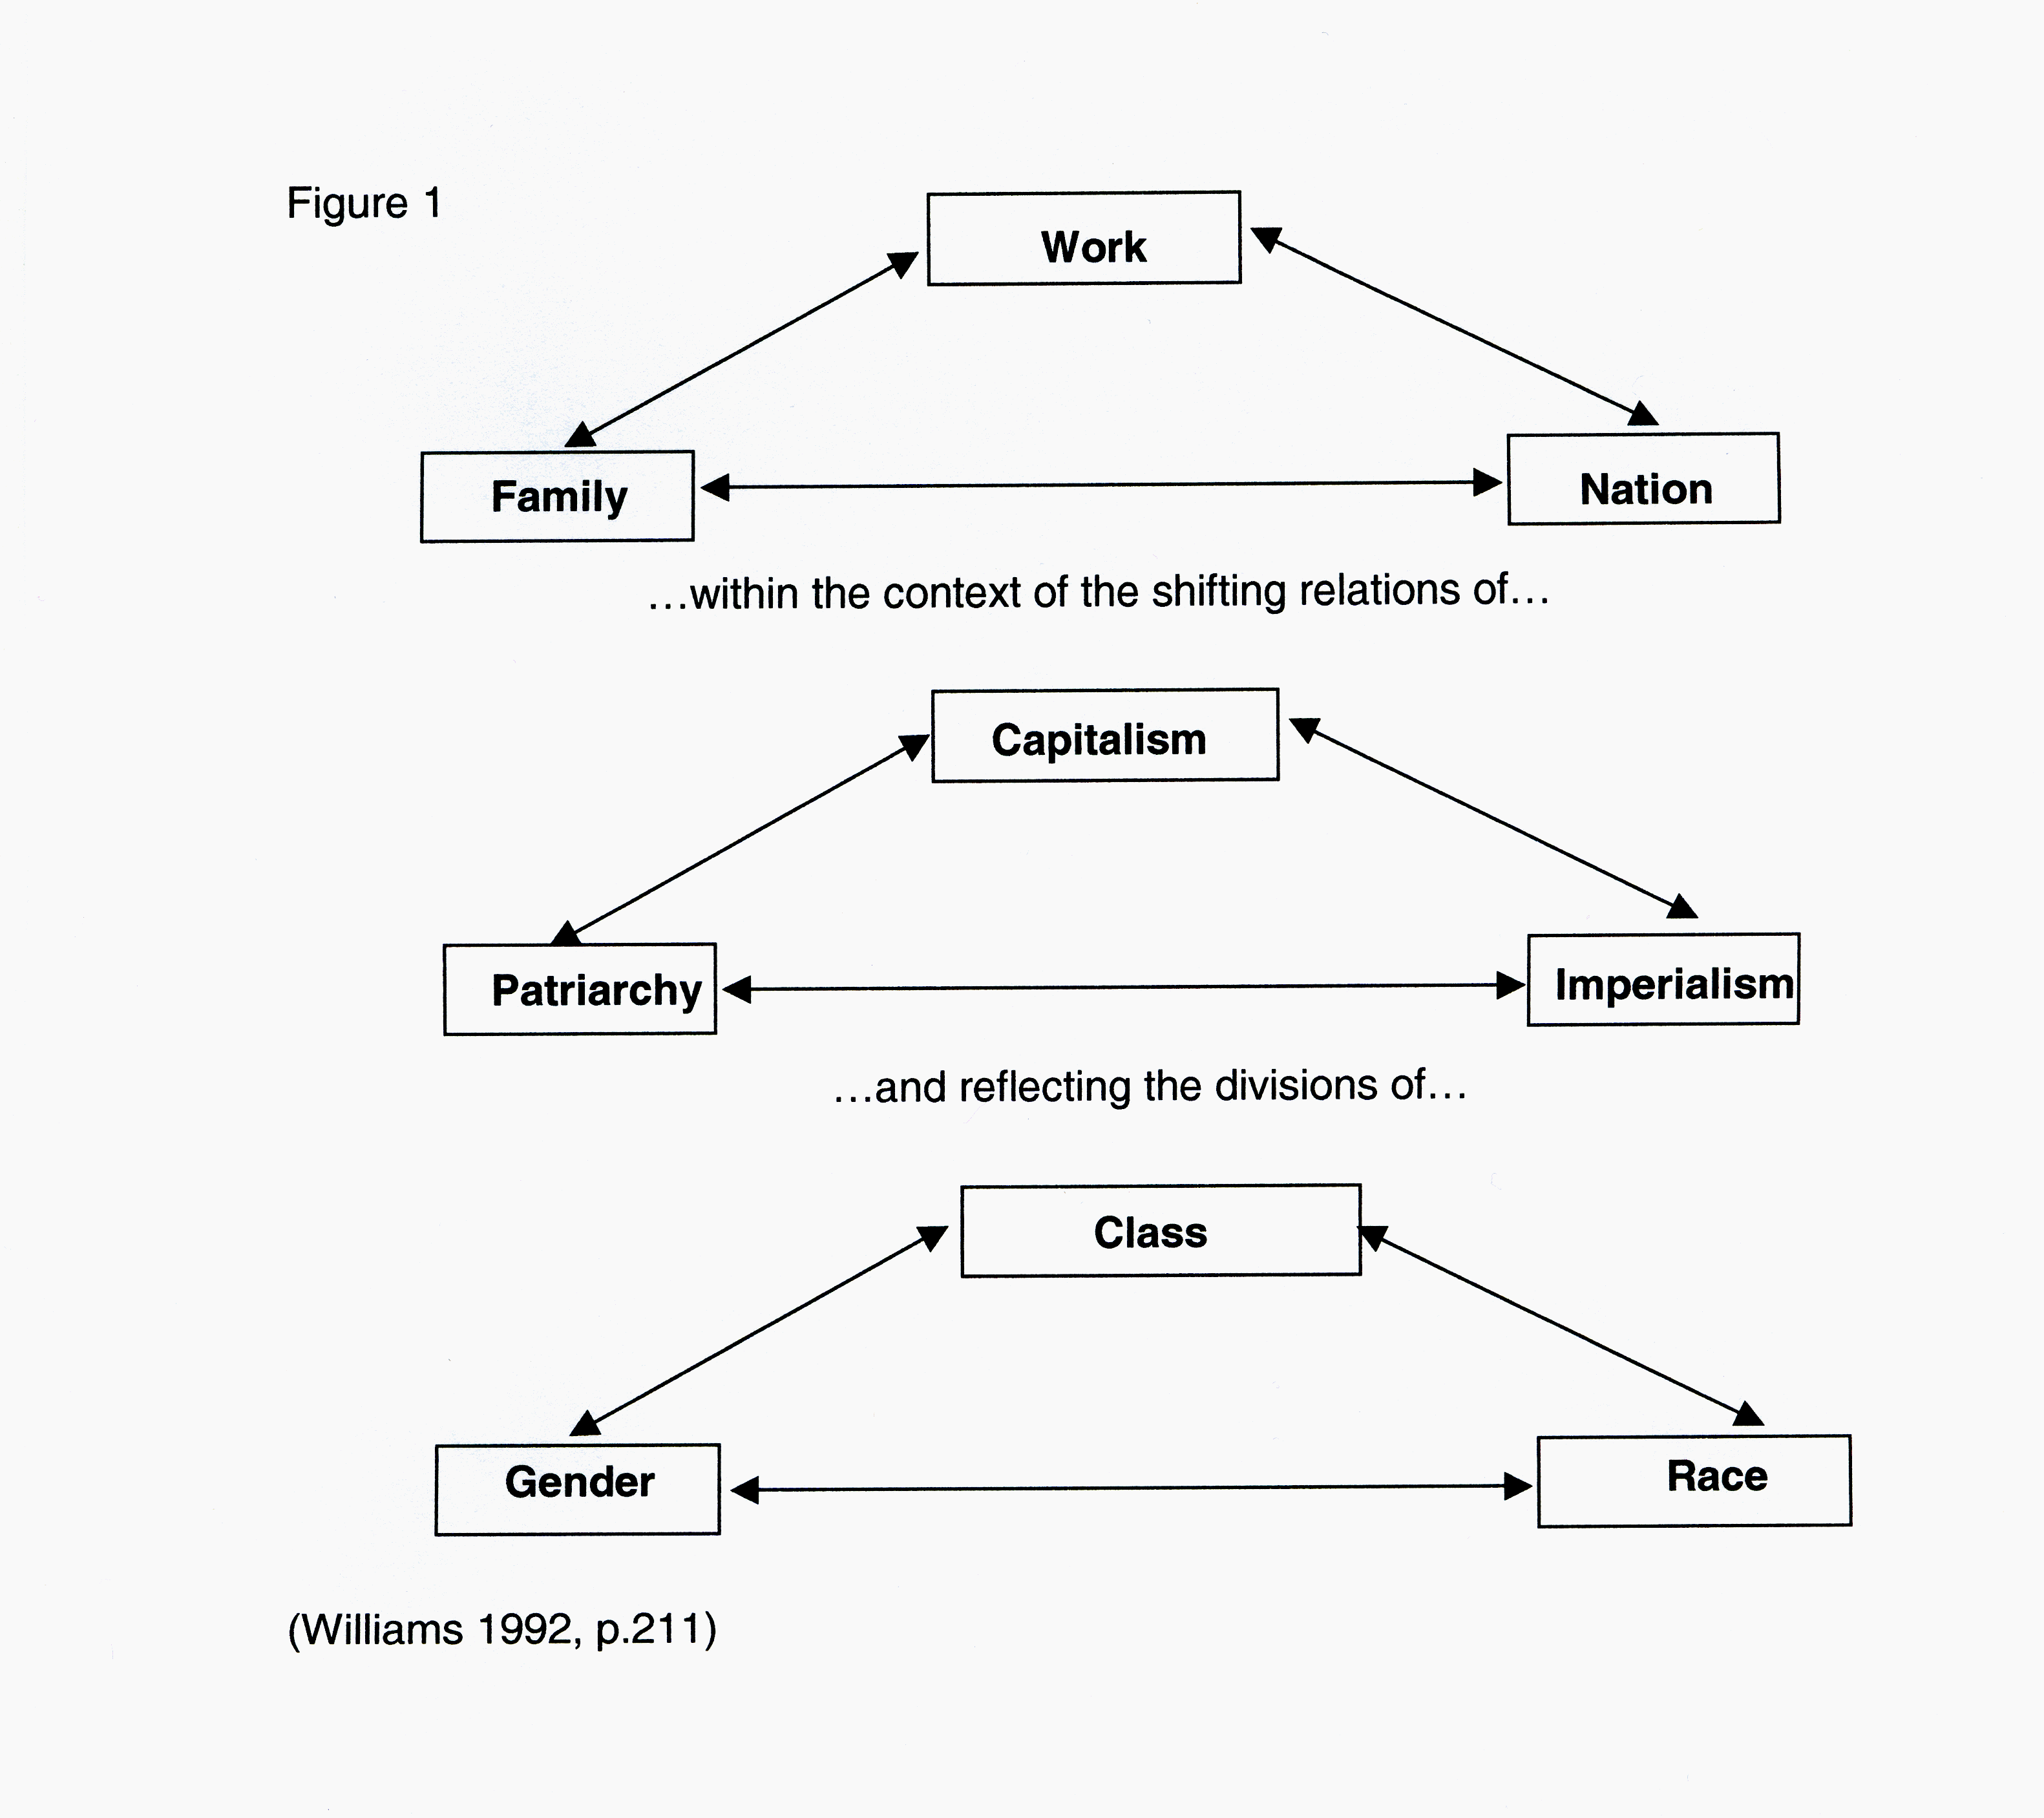 Figure 1
Work
Family
Nation
...within the context of the shifting relations of...
Capitalism
Patriarchy
Imperialism
...and reflecting the divisions of...
Class
Gender
Race
(Williams 1992, p.211)